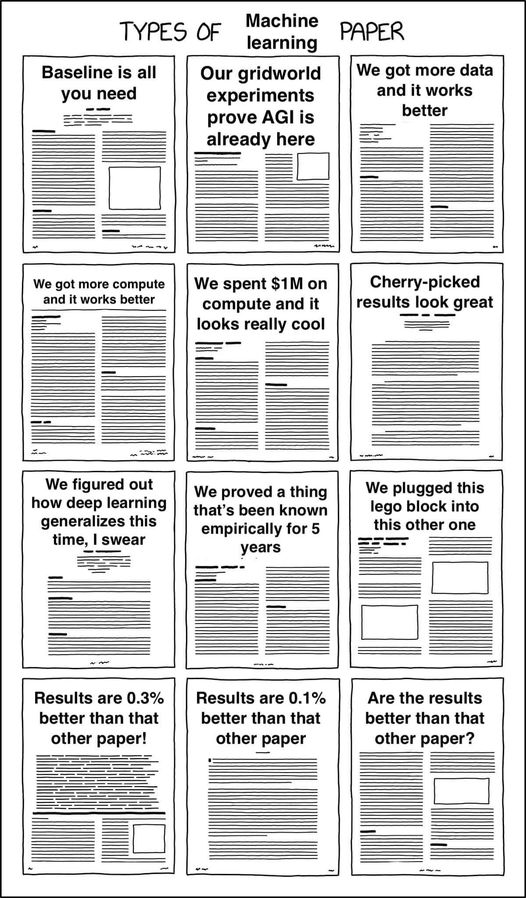 TYPES OF Machine learning PAPER
Baseline is all
you need
Our gridworld
experiments
prove AGI is
already here
We got more data
and it works
better
We got more compute
and it works better
We spent $1M on
compute and it
looks really cool
Cherry-picked
results look great
We figured out
how deep learning
generalizes this
time, I swear
We proved a thing
that's been known
empirically for 5
years
We plugged this
lego block into
this other one
Results are 0.3%
better than that
other paper!
Results are 0.1%
better than that
other paper
Are the results
better than that
other paper?